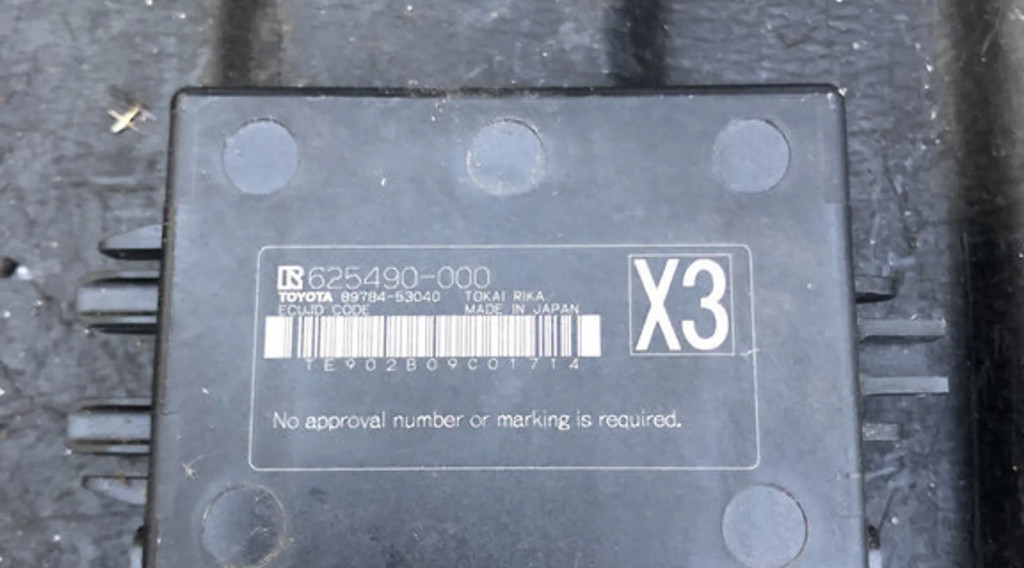 625490-000
X3
TOYOTA 89784-53040 TOKAI RIKA
ECUID CODE MADE IN JAPAN
TE902B09C01714
No approval number or marking is required.